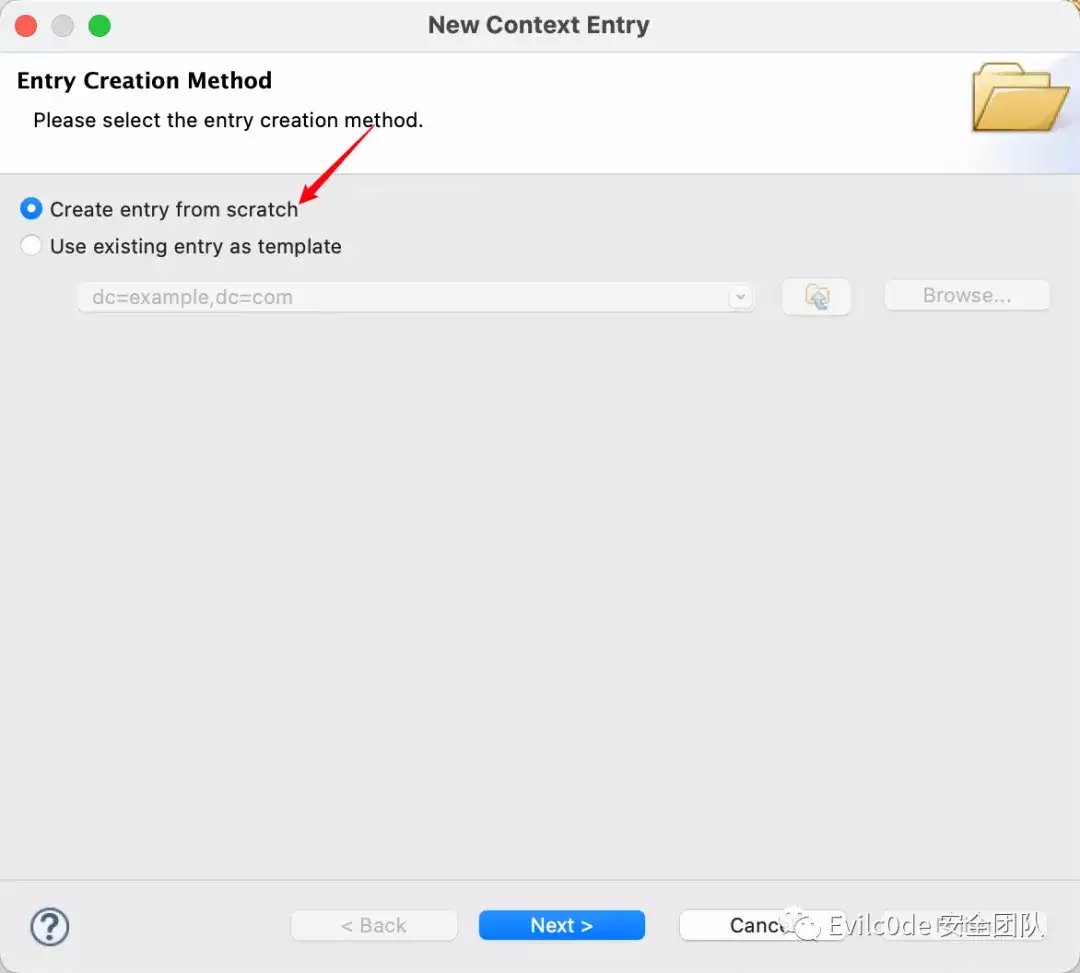 New Context Entry
Entry Creation Method
Please select the entry creation method.
Create entry from scratch
Use existing entry as template
dc=example,dc=com
Browse...
?
< Back
Next >
Evilc0de安全团队